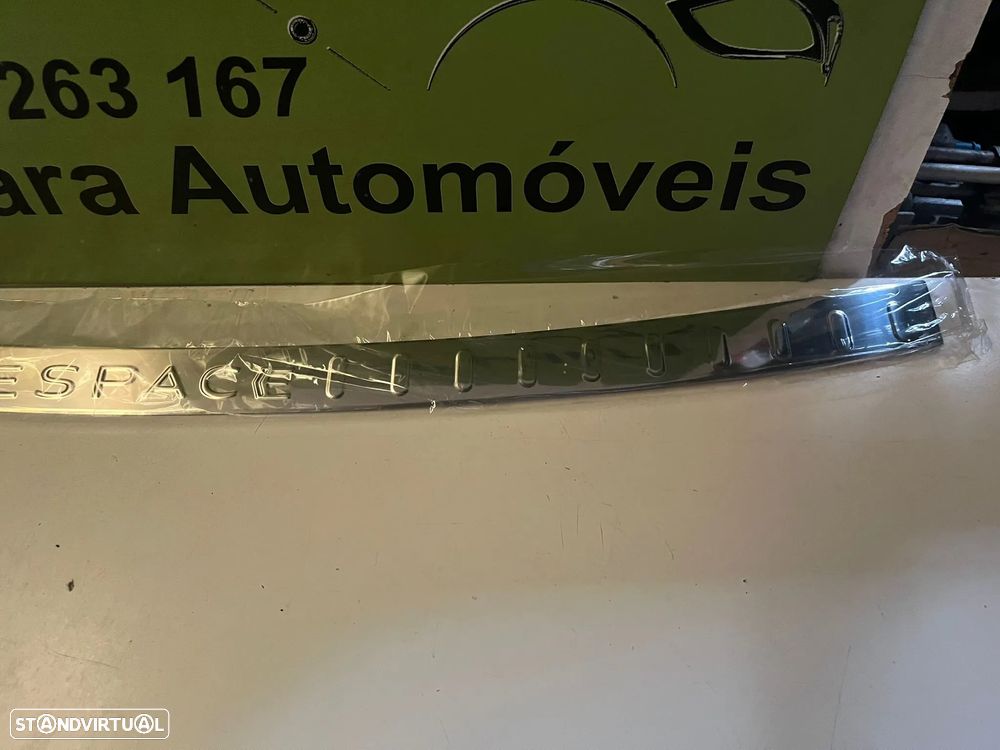 263 167
ara Automóveis
ESPACE
STANDVIRTUAL